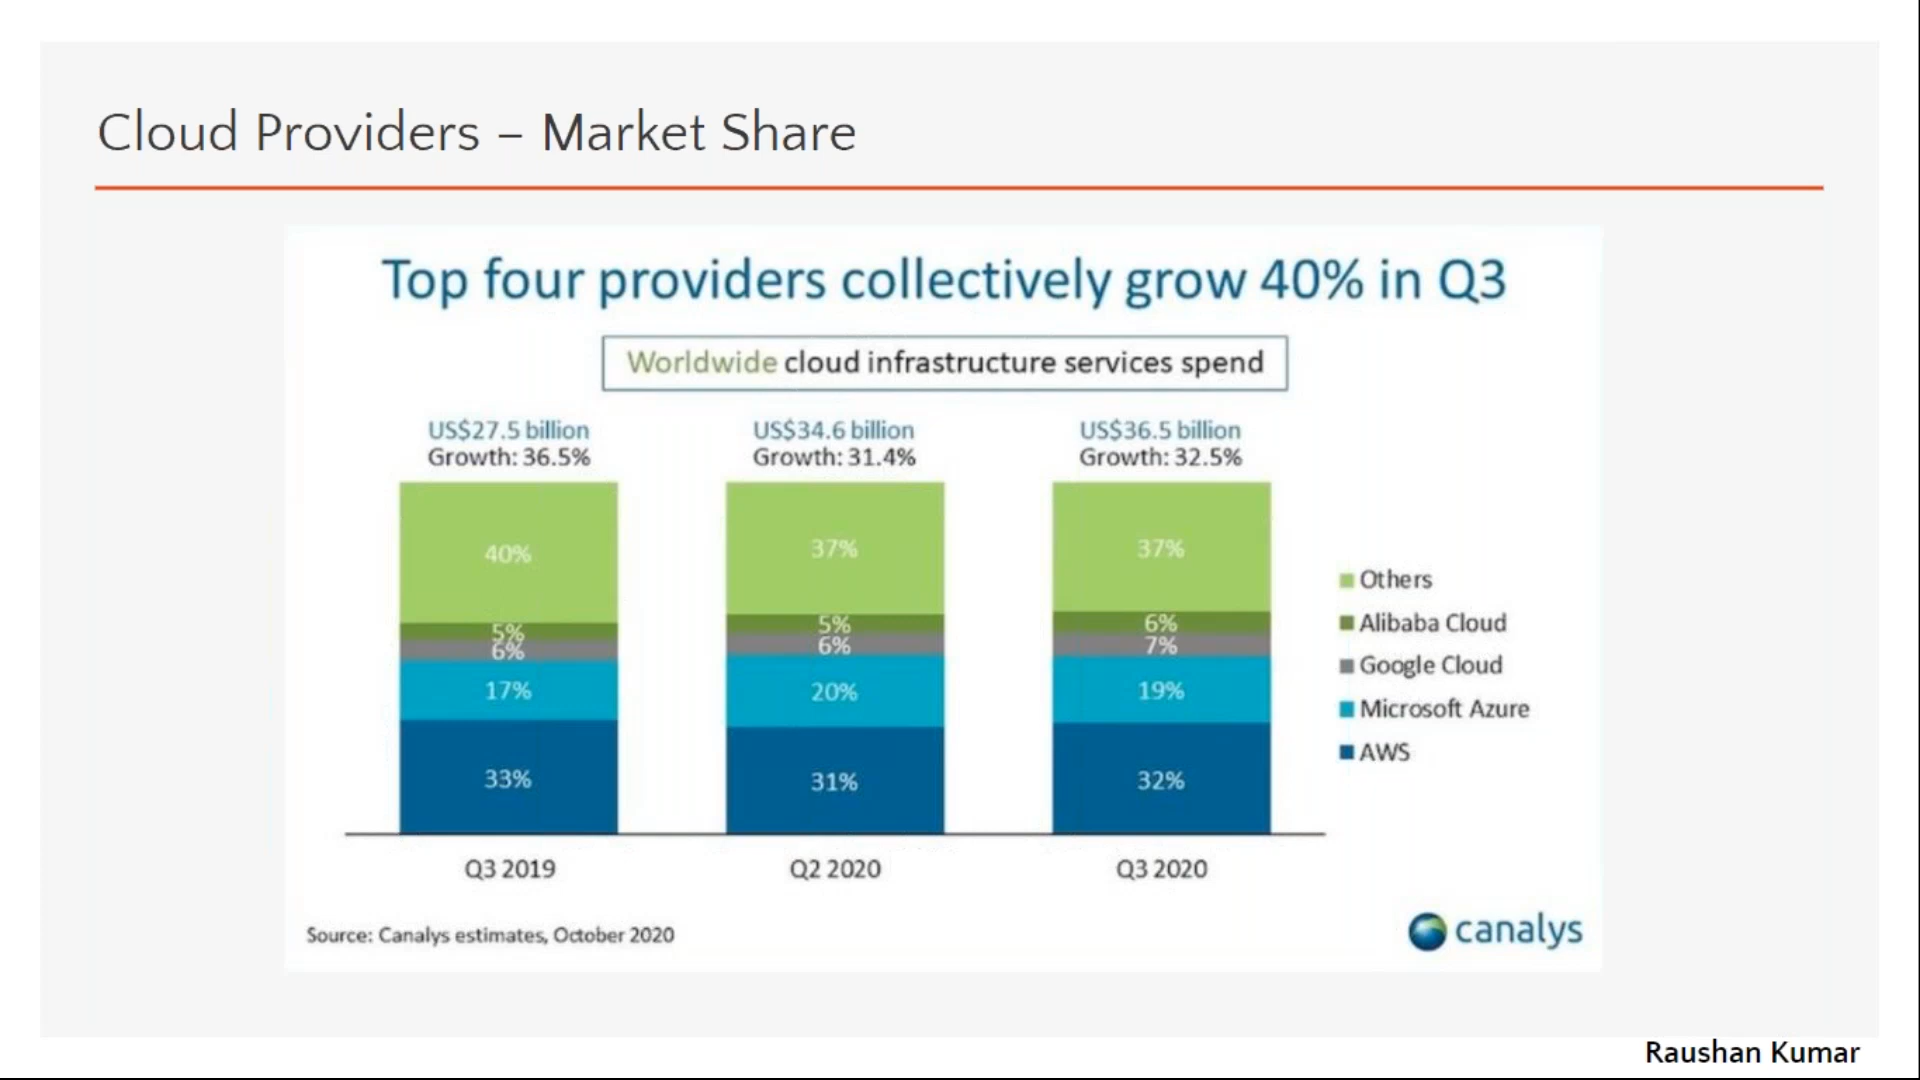 Cloud Providers – Market Share
Top four providers collectively grow 40% in Q3
Worldwide cloud infrastructure services spend
US$27.5 billion
Growth: 36.5%
US$34.6 billion
Growth: 31.4%
US$36.5 billion
Growth: 32.5%
40%
5%
6%
17%
33%
37%
5%
6%
20%
31%
37%
6%
7%
19%
32%
Others
Alibaba Cloud
Google Cloud
Microsoft Azure
AWS
Q3 2019
Q2 2020
Q3 2020
Source: Canalys estimates, October 2020
canalys
Raushan Kumar